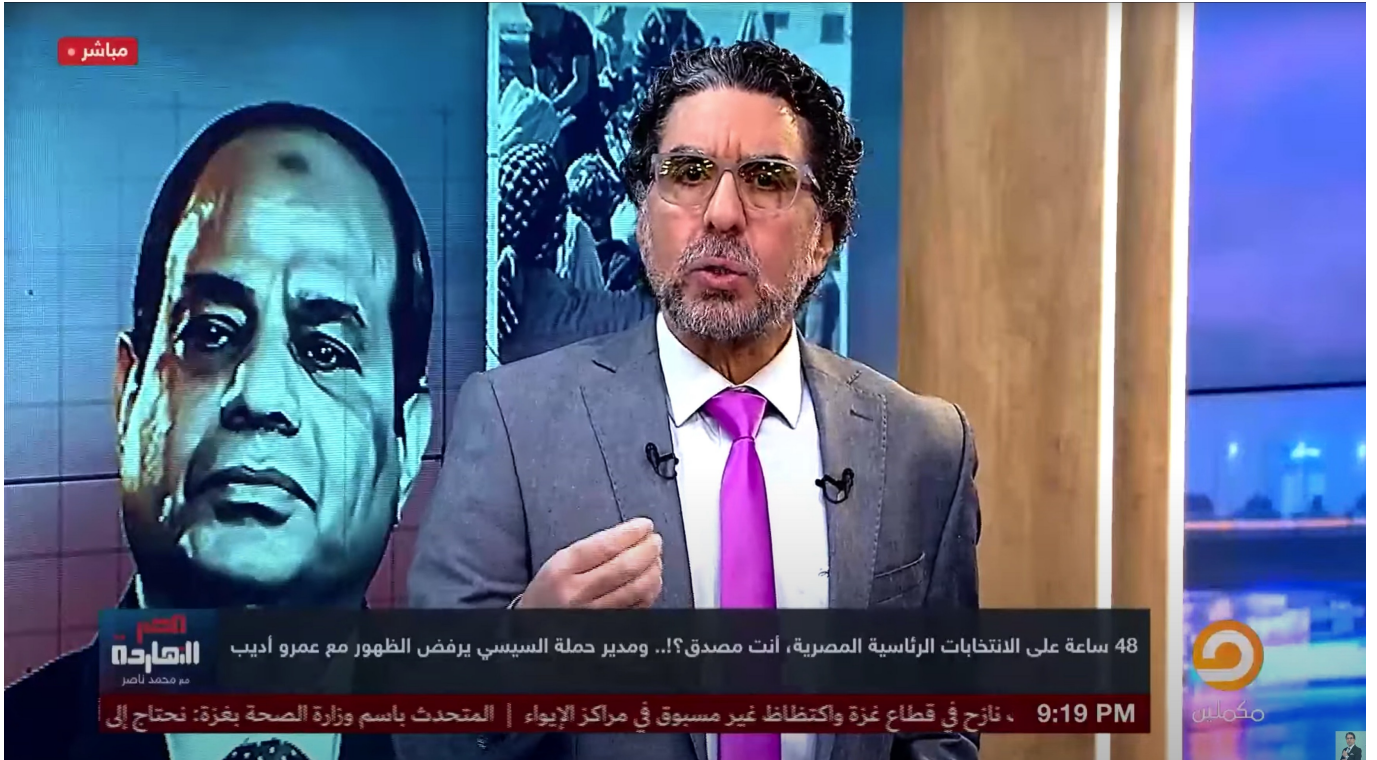 مباشر
48 ساعة على الانتخابات الرئاسية المصرية، أنت مصدق؟!.. ومدير حملة السيسي يرفض الظهور مع عمرو أديب
مصر
النهاردة
مع محمد ناصر
9:19 PM
نازح في قطاع غزة واكتظاظ غير مسبوق في مراكز الإيواء | المتحدث باسم وزارة الصحة بغزة: نحتاج إلى
مكملين